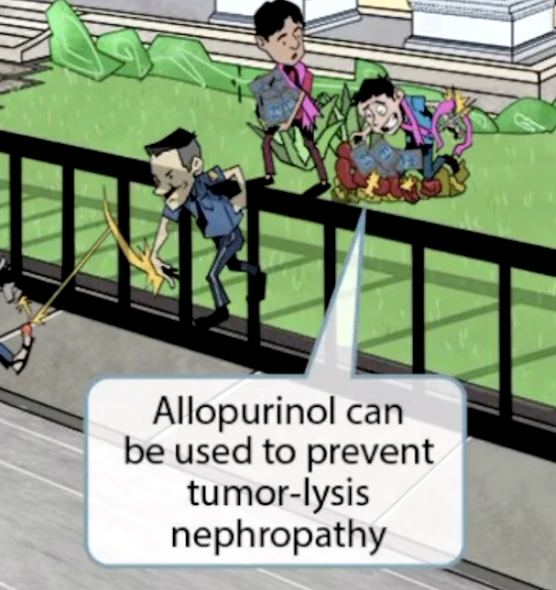 Allopurinol can
be used to prevent
tumor-lysis
nephropathy